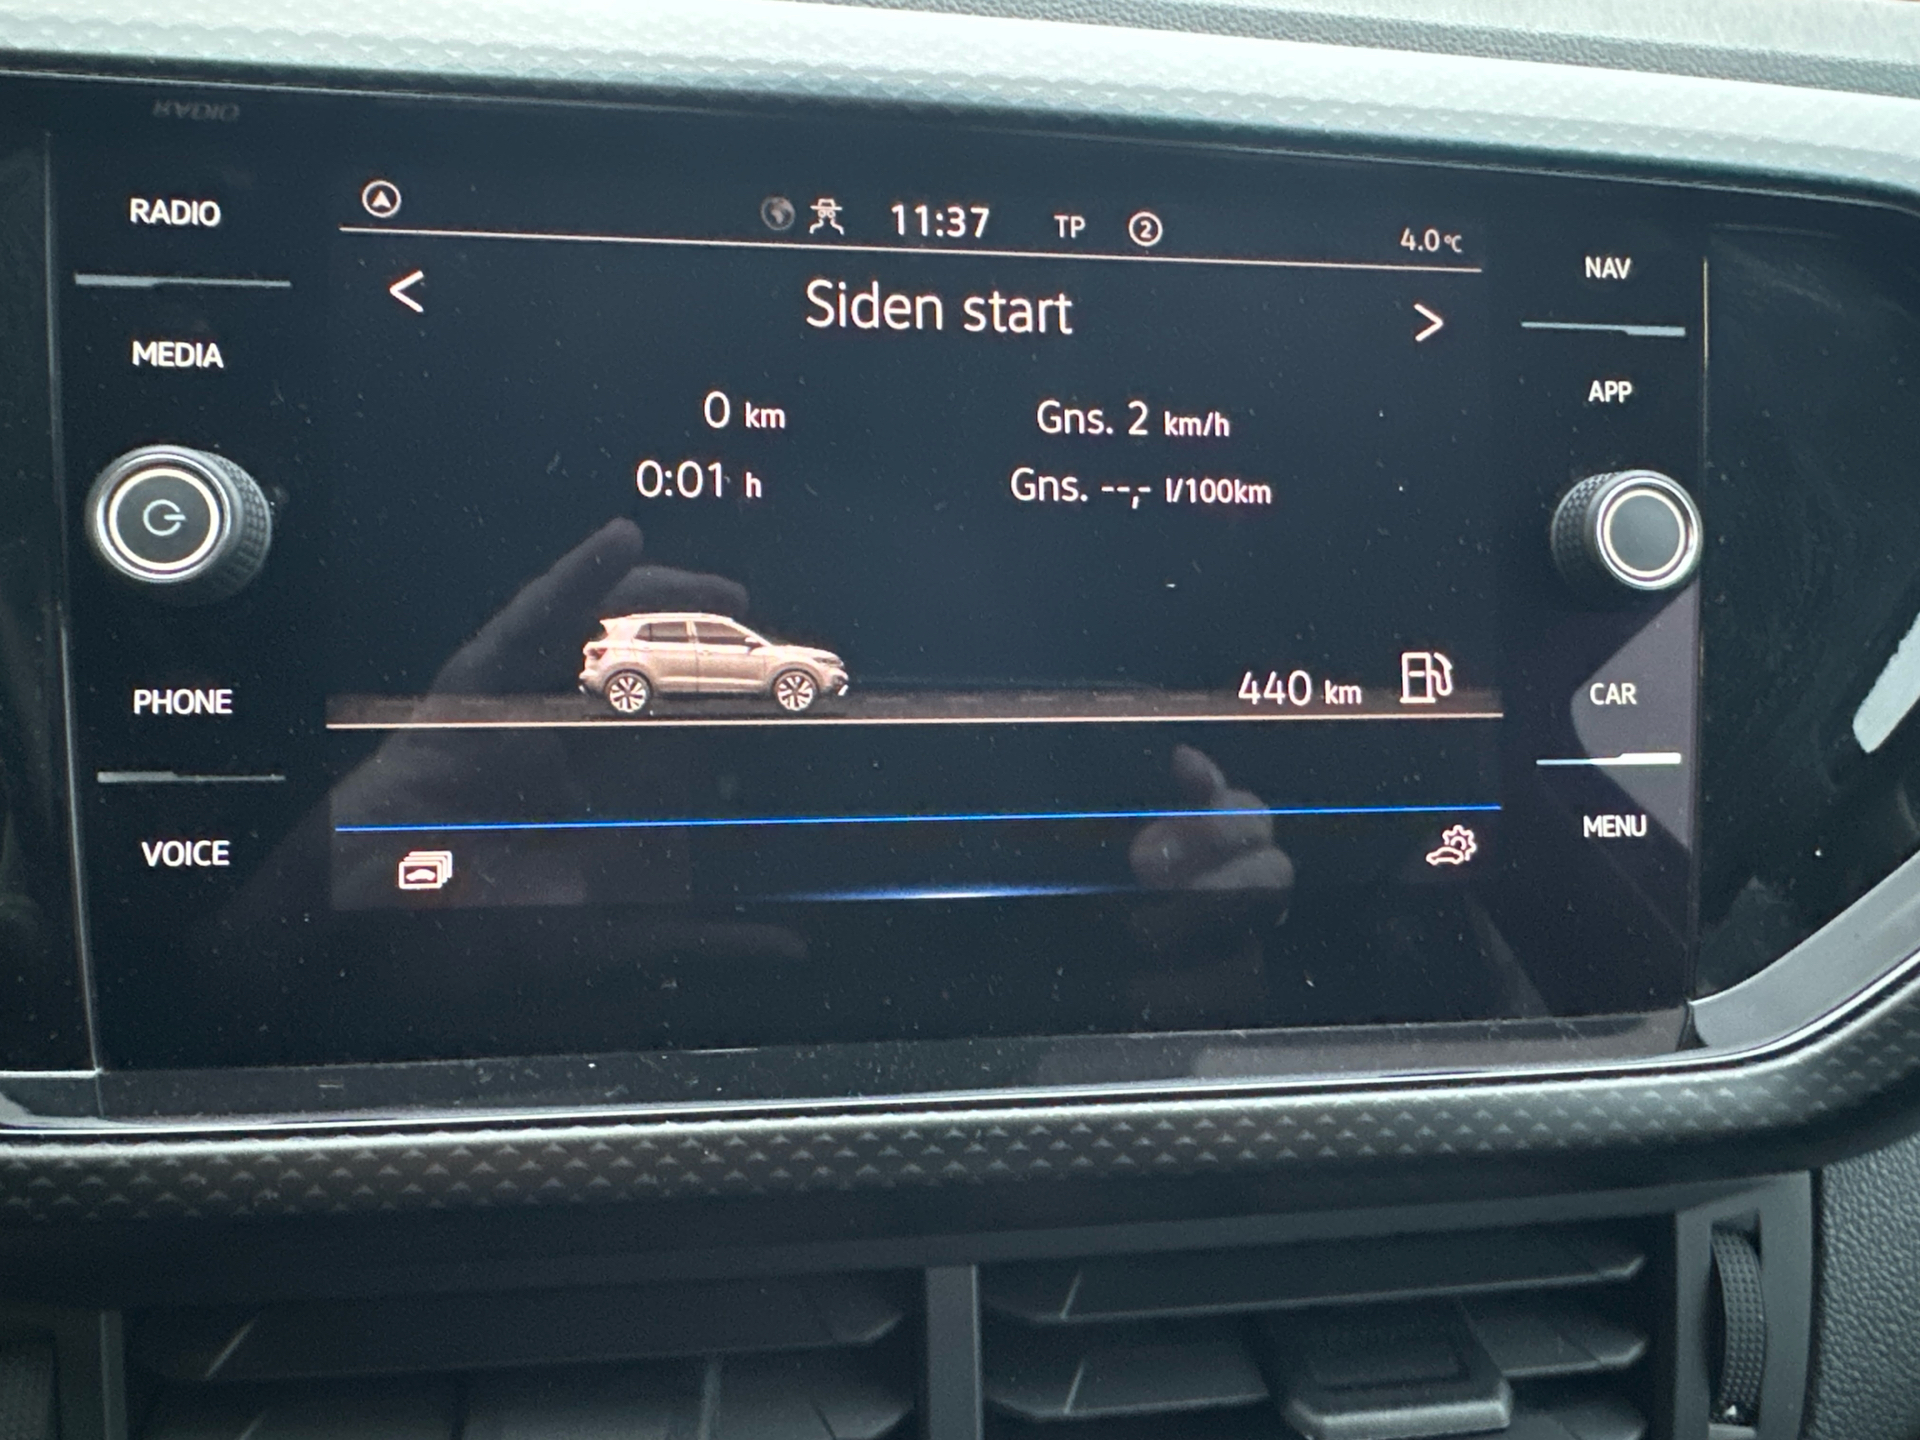 RADIO
MEDIA
PHONE
VOICE
11:37 TP 2 4.0°C
< Siden start >
0 km Gns. 2 km/h
0:01 h Gns. --,- l/100km
440 km
NAV
APP
CAR
MENU